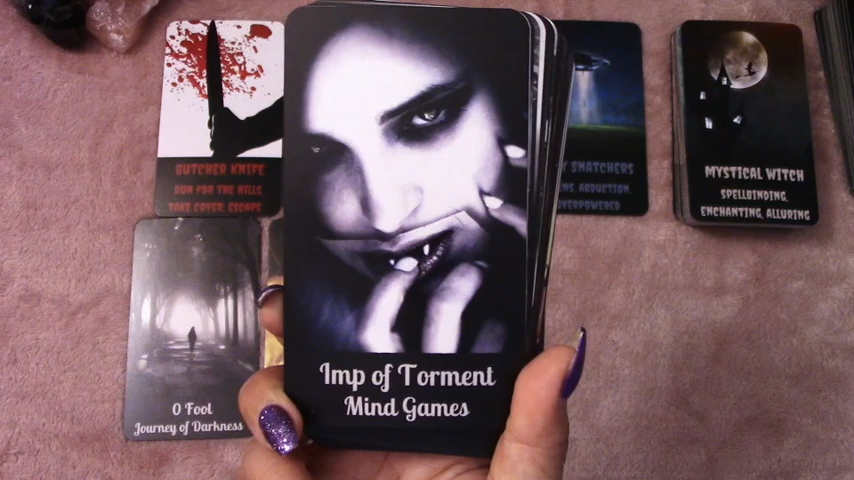 BUTCHER KNIFE
RUN FOR THE HILLS,
TAKE COVER, ESCAPE
SNATCHERS
ABDUCTION,
MYSTICAL WITCH
SPELLBINDING,
ENCHANTING, ALLURING
Imp of Torment
Mind Games
0 Fool
Journey of Darkness